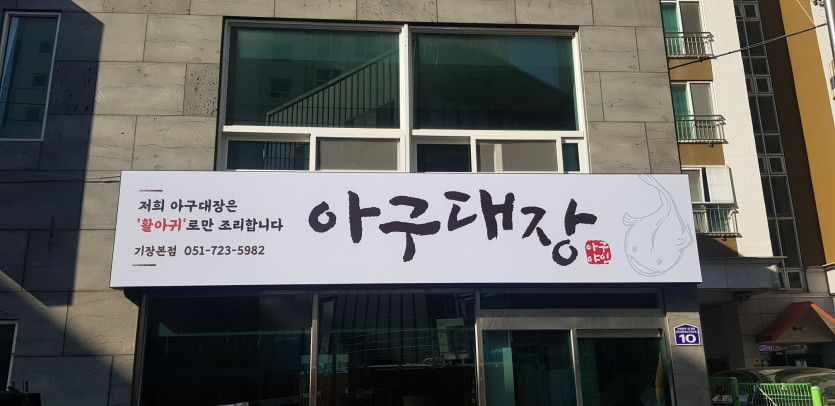 저희 아구대장은
'활아귀'로만 조리합니다
기장본점 051-723-5982
아구대장
아구
야인
10